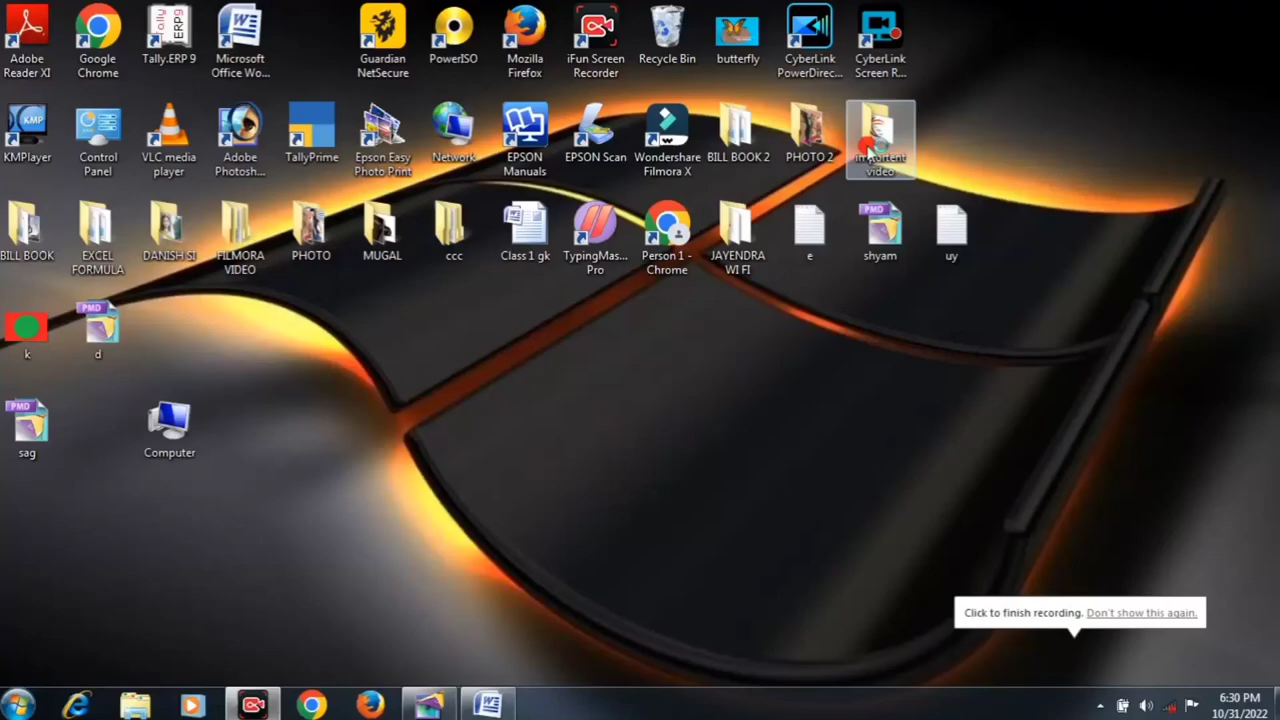 Adobe
Reader XI
Google
Chrome
Tally.ERP 9
Microsoft
Office Wo...
Guardian
NetSecure
PowerISO
Mozilla
Firefox
iFun Screen
Recorder
Recycle Bin
butterfly
CyberLink
PowerDirec...
CyberLink
Screen R...
KMPlayer
Control
Panel
VLC media
player
Adobe
Photosh...
TallyPrime
Epson Easy
Photo Print
Network
EPSON
Manuals
EPSON Scan
Wondershare
Filmora X
BILL BOOK 2
PHOTO 2
importent
video
BILL BOOK
EXCEL
FORMULA
DANISH SI
FILMORA
VIDEO
PHOTO
MUGAL
ccc
Class 1 gk
TypingMas...
Pro
Person 1 -
Chrome
JAYENDRA
WI FI
e
PMD
shyam
uy
k
PMD
d
PMD
sag
Computer
Click to finish recording. Don't show this again.
6:30 PM
10/31/2022